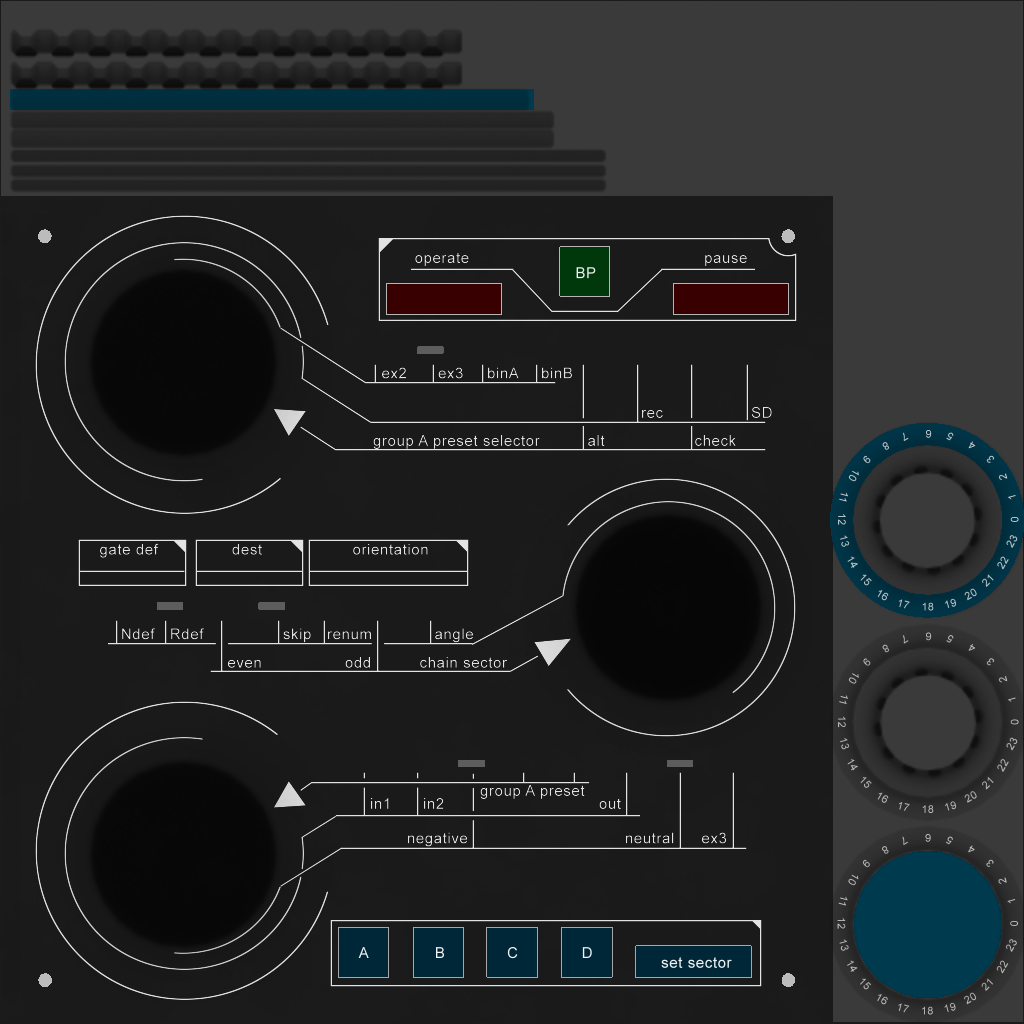 operate
BP
pause
ex2 ex3 binA binB
rec SD
group A preset selector alt check
gate def dest orientation
Ndef Rdef skip renum angle
even odd chain sector
group A preset
in1 in2 out
negative neutral ex3
A B C D set sector
0 1 2 3 4 5 6 7 8 9 10 11 12 13 14 15 16 17 18 19 20 21 22 23
0 1 2 3 4 5 6 7 8 9 10 11 12 13 14 15 16 17 18 19 20 21 22 23
0 1 2 3 4 5 6 7 8 9 10 11 12 13 14 15 16 17 18 19 20 21 22 23